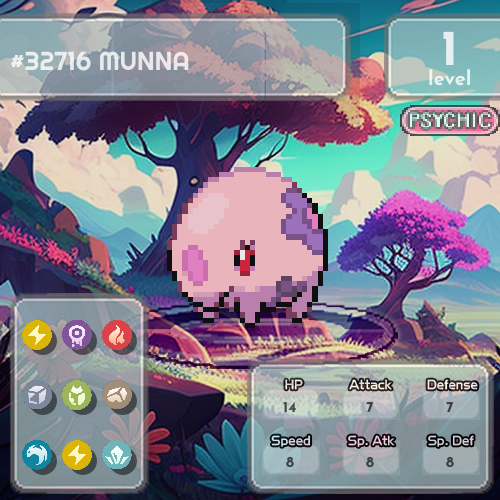 #32716 MUNNA
1
level
PSYCHIC
HP Attack Defense
14 7 7
Speed Sp. Atk Sp. Def
8 8 8